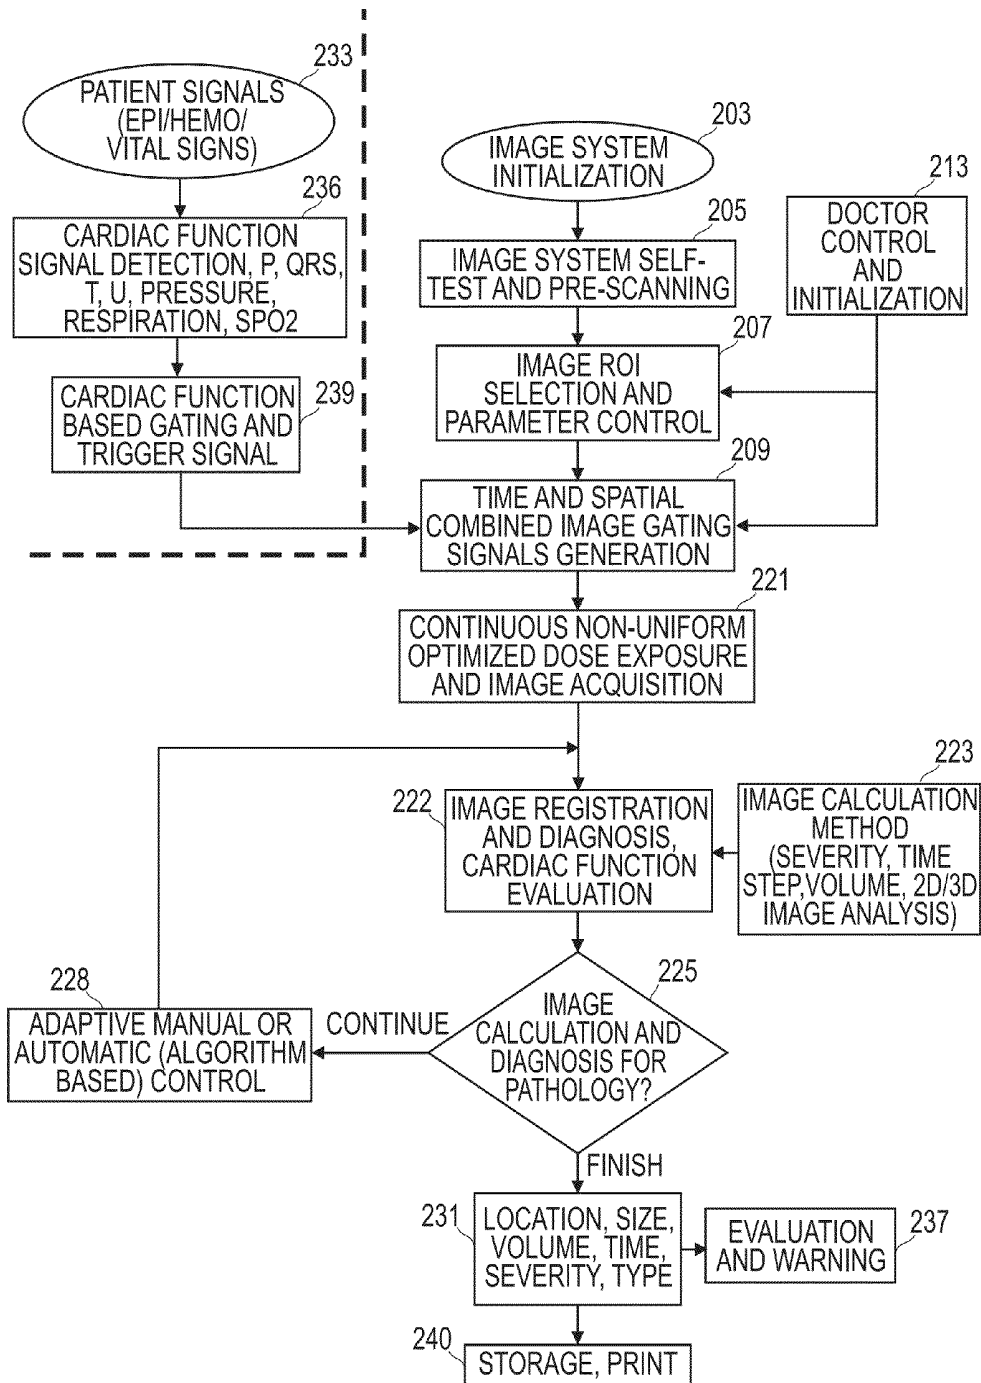 233
PATIENT SIGNALS
(EPI/HEMO/
VITAL SIGNS)
236
CARDIAC FUNCTION
SIGNAL DETECTION, P, QRS,
T, U, PRESSURE,
RESPIRATION, SPO2
CARDIAC FUNCTION
BASED GATING AND
TRIGGER SIGNAL
239
203
IMAGE SYSTEM
INITIALIZATION
205
IMAGE SYSTEM SELF-
TEST AND PRE-SCANNING
213
DOCTOR
CONTROL
AND
INITIALIZATION
207
IMAGE ROI
SELECTION AND
PARAMETER CONTROL
209
TIME AND SPATIAL
COMBINED IMAGE GATING
SIGNALS GENERATION
221
CONTINUOUS NON-UNIFORM
OPTIMIZED DOSE EXPOSURE
AND IMAGE ACQUISITION
222
IMAGE REGISTRATION
AND DIAGNOSIS,
CARDIAC FUNCTION
EVALUATION
223
IMAGE CALCULATION
METHOD
(SEVERITY, TIME
STEP,VOLUME, 2D/3D
IMAGE ANALYSIS)
225
IMAGE
CALCULATION AND
DIAGNOSIS FOR
PATHOLOGY?
CONTINUE
228
ADAPTIVE MANUAL OR
AUTOMATIC (ALGORITHM
BASED) CONTROL
FINISH
231
LOCATION, SIZE,
VOLUME, TIME,
SEVERITY, TYPE
EVALUATION
AND WARNING
237
240
STORAGE, PRINT